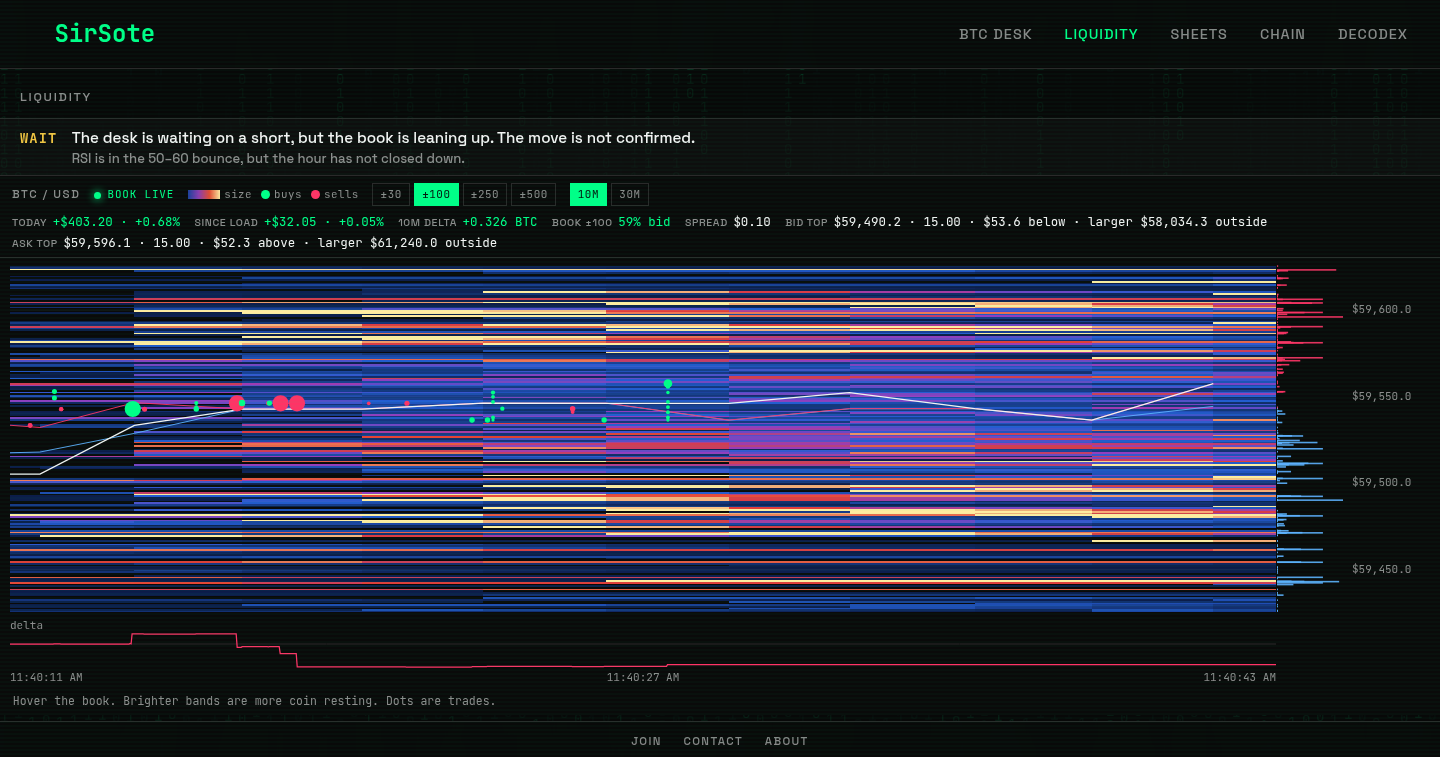 SirSote
BTC DESK LIQUIDITY SHEETS CHAIN DECODEX
LIQUIDITY
WAIT The desk is waiting on a short, but the book is leaning up. The move is not confirmed.
RSI is in the 50–60 bounce, but the hour has not closed down.
BTC / USD BOOK LIVE size buys sells ±30 ±100 ±250 ±500 10M 30M
TODAY +$403.20 · +0.68% SINCE LOAD +$32.05 · +0.05% 10M DELTA +0.326 BTC BOOK ±100 59% bid SPREAD $0.10 BID TOP $59,490.2 · 15.00 · $53.6 below · larger $58,034.3 outside
ASK TOP $59,596.1 · 15.00 · $52.3 above · larger $61,240.0 outside
$59,600.0
$59,550.0
$59,500.0
$59,450.0
delta
11:40:11 AM 11:40:27 AM 11:40:43 AM
Hover the book. Brighter bands are more coin resting. Dots are trades.
JOIN CONTACT ABOUT